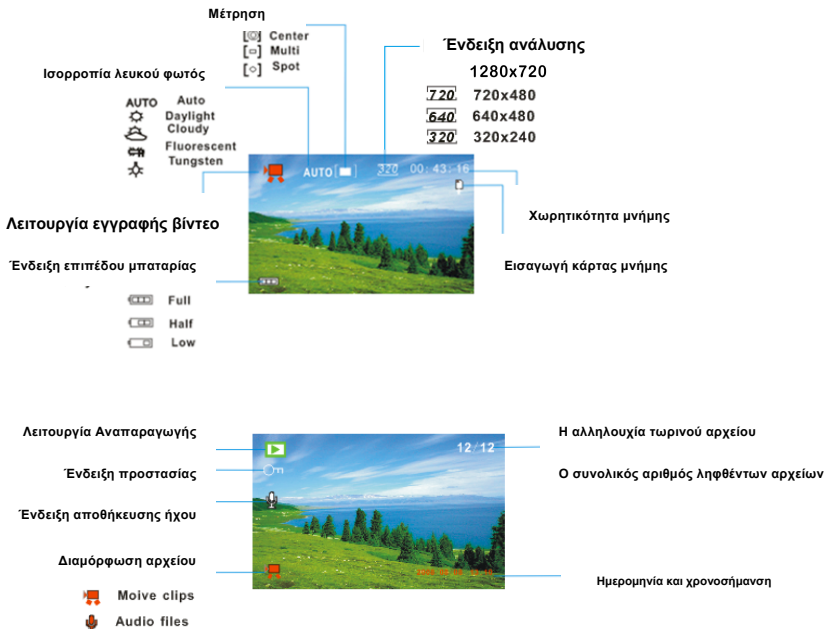 Μέτρηση
Center
Multi
Spot
Ένδειξη ανάλυσης
1280x720
720 720x480
640 640x480
320 320x240
Ισορροπία λευκού φωτός
AUTO Auto
Daylight
Cloudy
Fluorescent
Tungsten
AUTO 320 00:43:16
Χωρητικότητα μνήμης
Λειτουργία εγγραφής βίντεο
Ένδειξη επιπέδου μπαταρίας
Εισαγωγή κάρτας μνήμης
Full
Half
Low
Λειτουργία Αναπαραγωγής
12/12
Η αλληλουχία τωρινού αρχείου
Ένδειξη προστασίας
Ο συνολικός αριθμός ληφθέντων αρχείων
Ένδειξη αποθήκευσης ήχου
Διαμόρφωση αρχείου
Ημερομηνία και χρονοσήμανση
Moive clips
Audio files